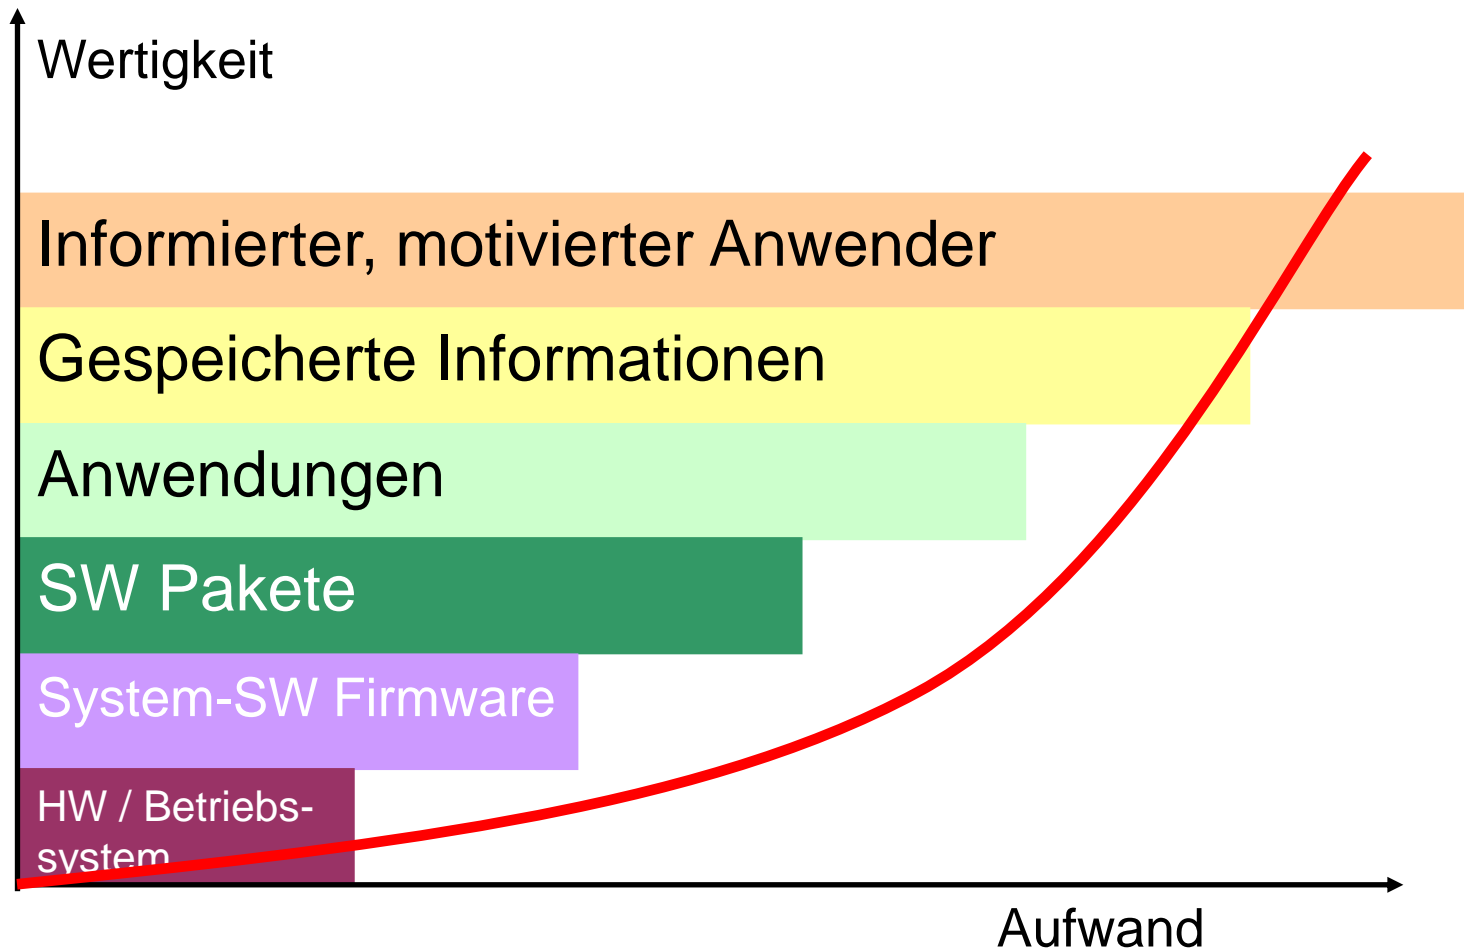 Wertigkeit
Informierter, motivierter Anwender
Gespeicherte Informationen
Anwendungen
SW Pakete
System-SW Firmware
HW / Betriebs-
system
Aufwand